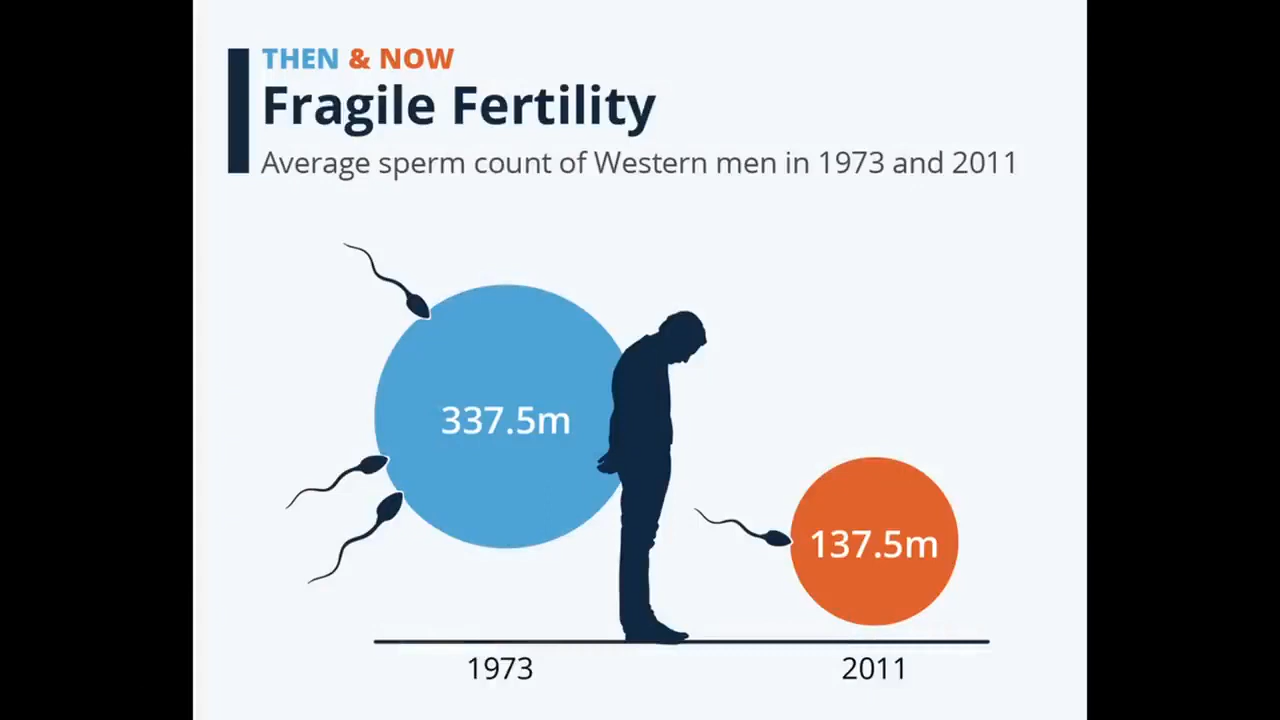 THEN & NOW
Fragile Fertility
Average sperm count of Western men in 1973 and 2011
337.5m
137.5m
1973
2011